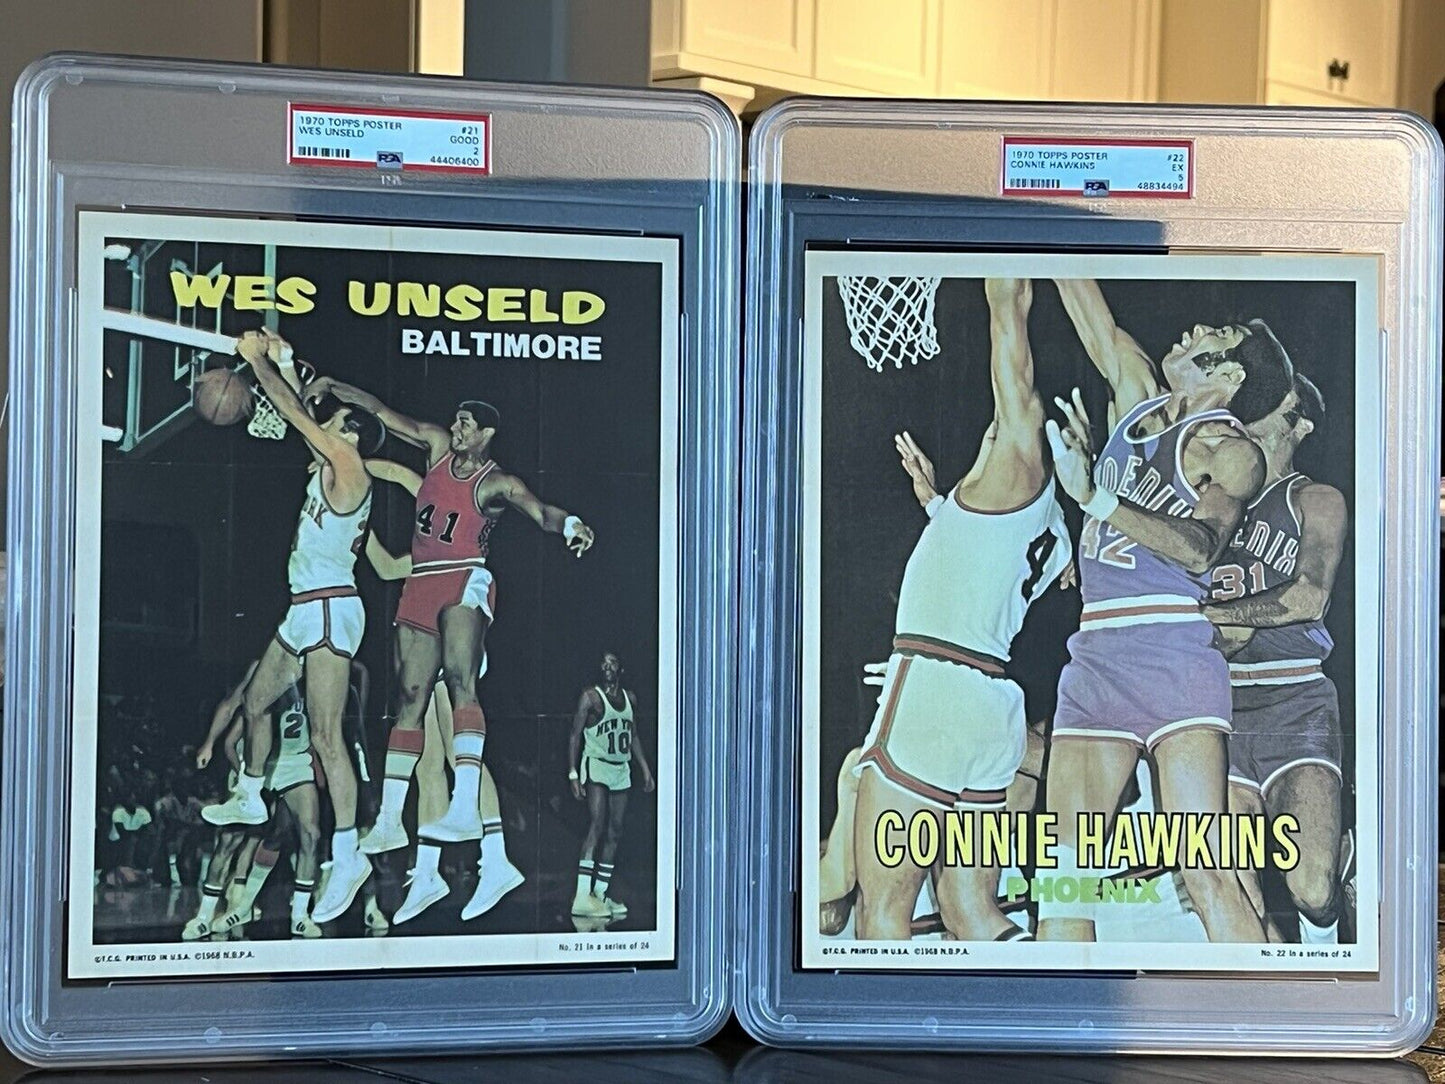 1970 TOPPS POSTER #21
WES UNSELD GOOD
2
PSA 44406400
WES UNSELD
BALTIMORE
41
NEW YORK
10
2
©T.C.G. PRINTED IN U.S.A. ©1968 N.B.P.A.
No. 21 in a series of 24
1970 TOPPS POSTER #22
CONNIE HAWKINS EX
5
PSA 48834494
42
31
4
CONNIE HAWKINS
PHOENIX
©T.C.G. PRINTED IN U.S.A. ©1968 N.B.P.A.
No. 22 in a series of 24